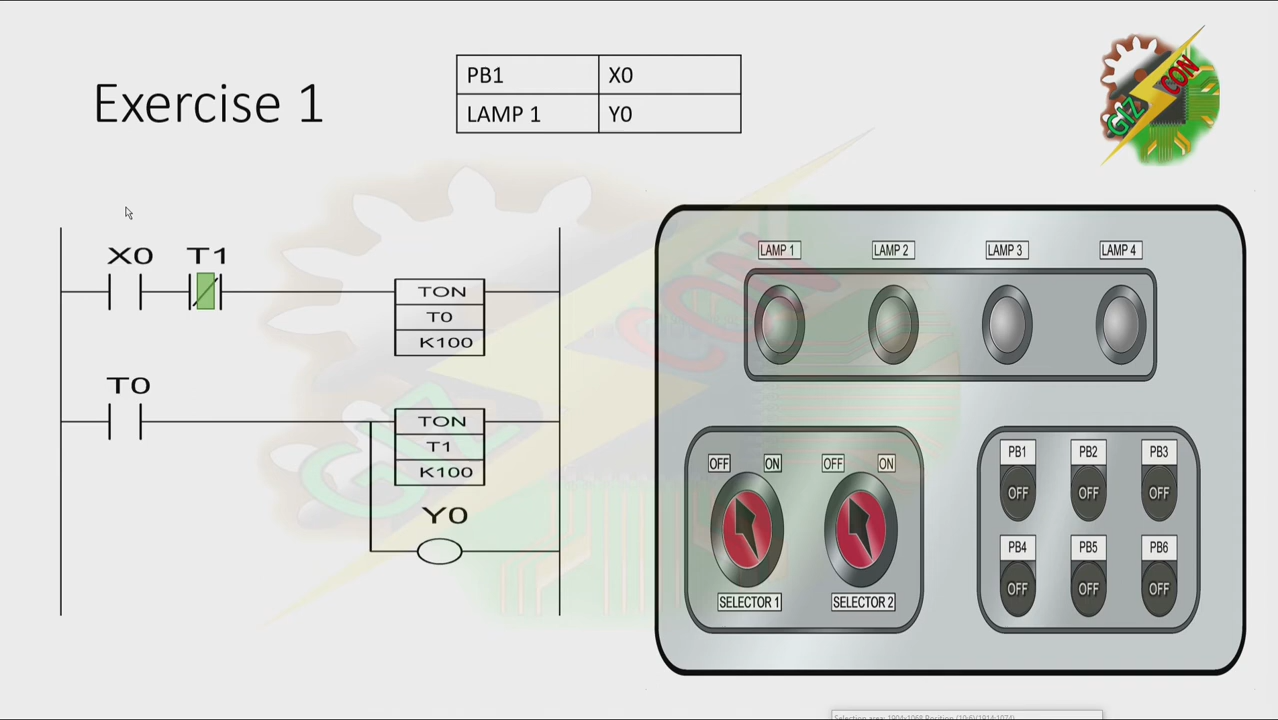 Exercise 1
PB1 X0
LAMP 1 Y0
GIZ CON
X0 T1
TON
T0
K100
T0
TON
T1
K100
Y0
LAMP 1 LAMP 2 LAMP 3 LAMP 4
OFF ON OFF ON
SELECTOR 1 SELECTOR 2
PB1 PB2 PB3
OFF OFF OFF
PB4 PB5 PB6
OFF OFF OFF
GIZ CON